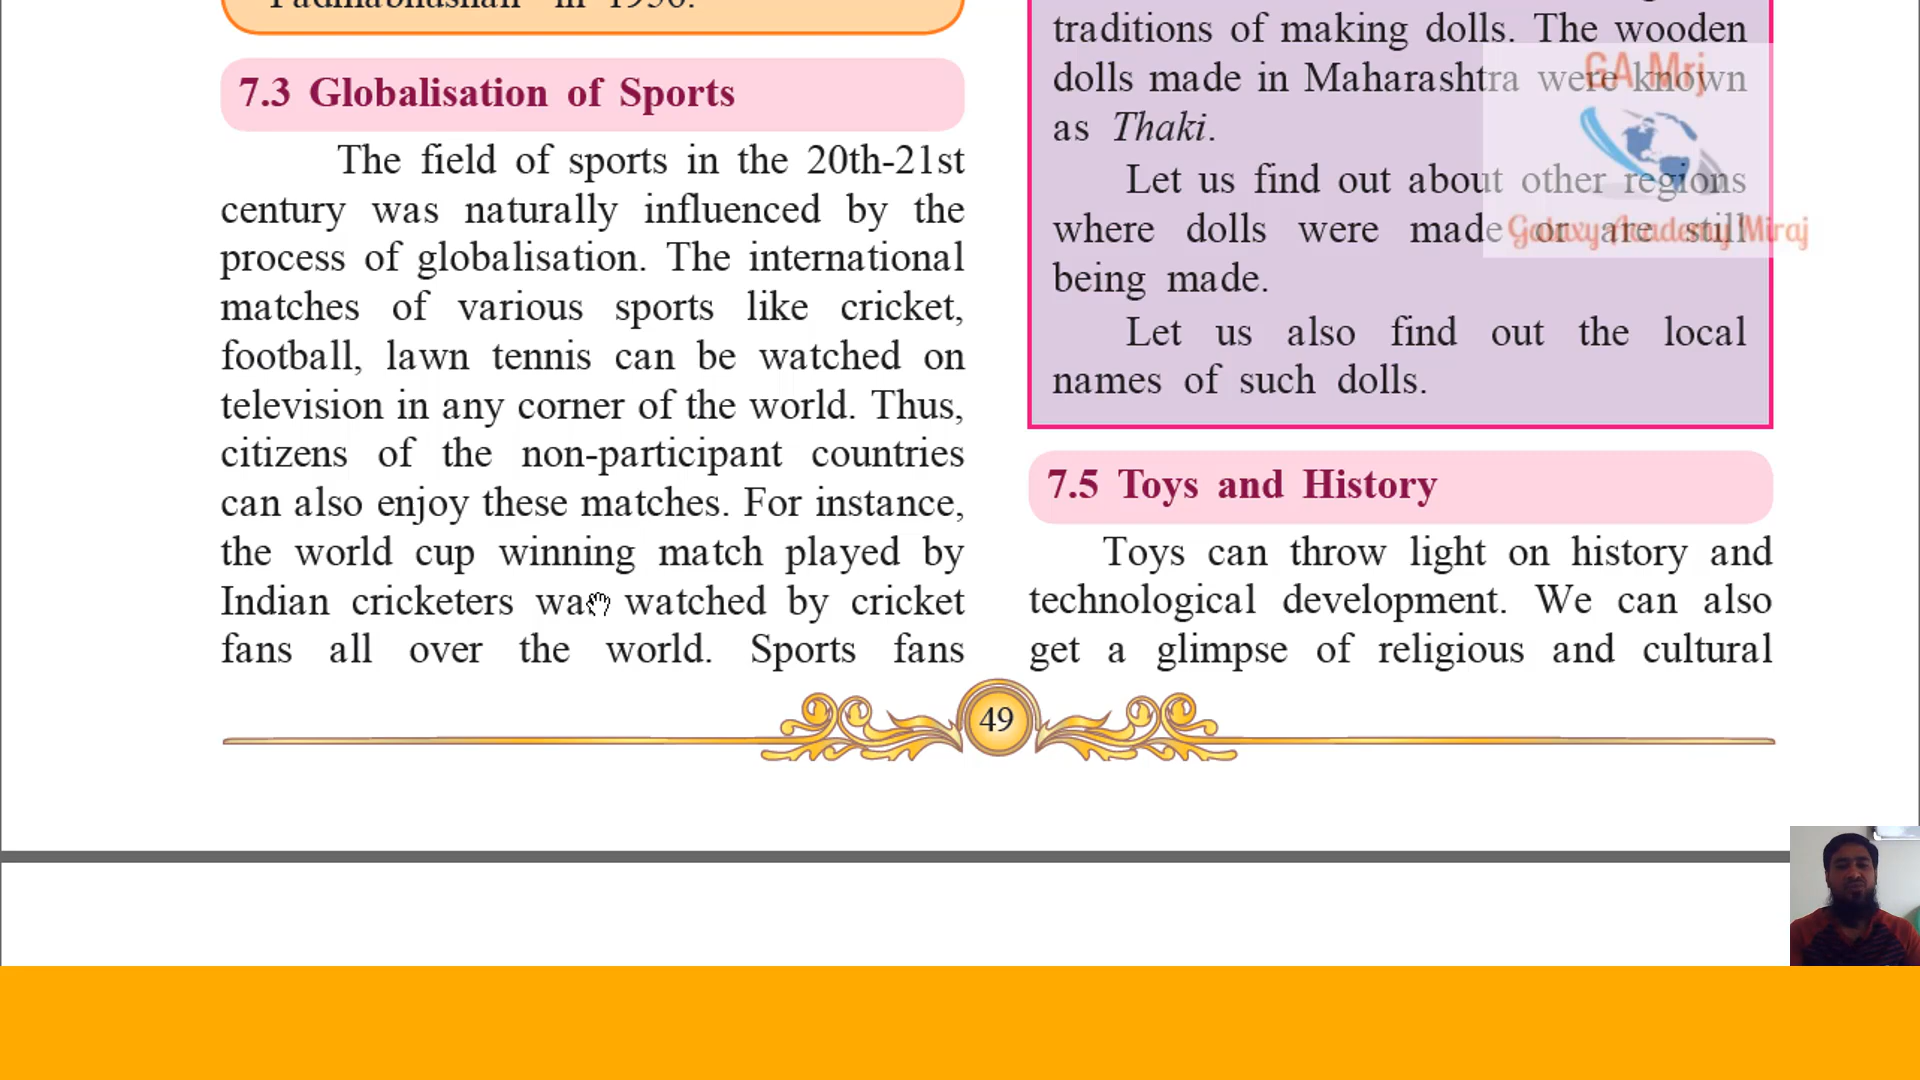 Padmabhushan' in 1956.
7.3 Globalisation of Sports
The field of sports in the 20th-21st
century was naturally influenced by the
process of globalisation. The international
matches of various sports like cricket,
football, lawn tennis can be watched on
television in any corner of the world. Thus,
citizens of the non-participant countries
can also enjoy these matches. For instance,
the world cup winning match played by
Indian cricketers was watched by cricket
fans all over the world. Sports fans
traditions of making dolls. The wooden
dolls made in Maharashtra were known
as Thaki.
Let us find out about other regions
where dolls were made or are still
being made.
Let us also find out the local
names of such dolls.
7.5 Toys and History
Toys can throw light on history and
technological development. We can also
get a glimpse of religious and cultural
49
GAMrj
Galaxy Academy Miraj